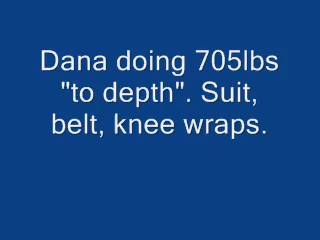 Dana doing 705lbs
"to depth". Suit,
belt, knee wraps.